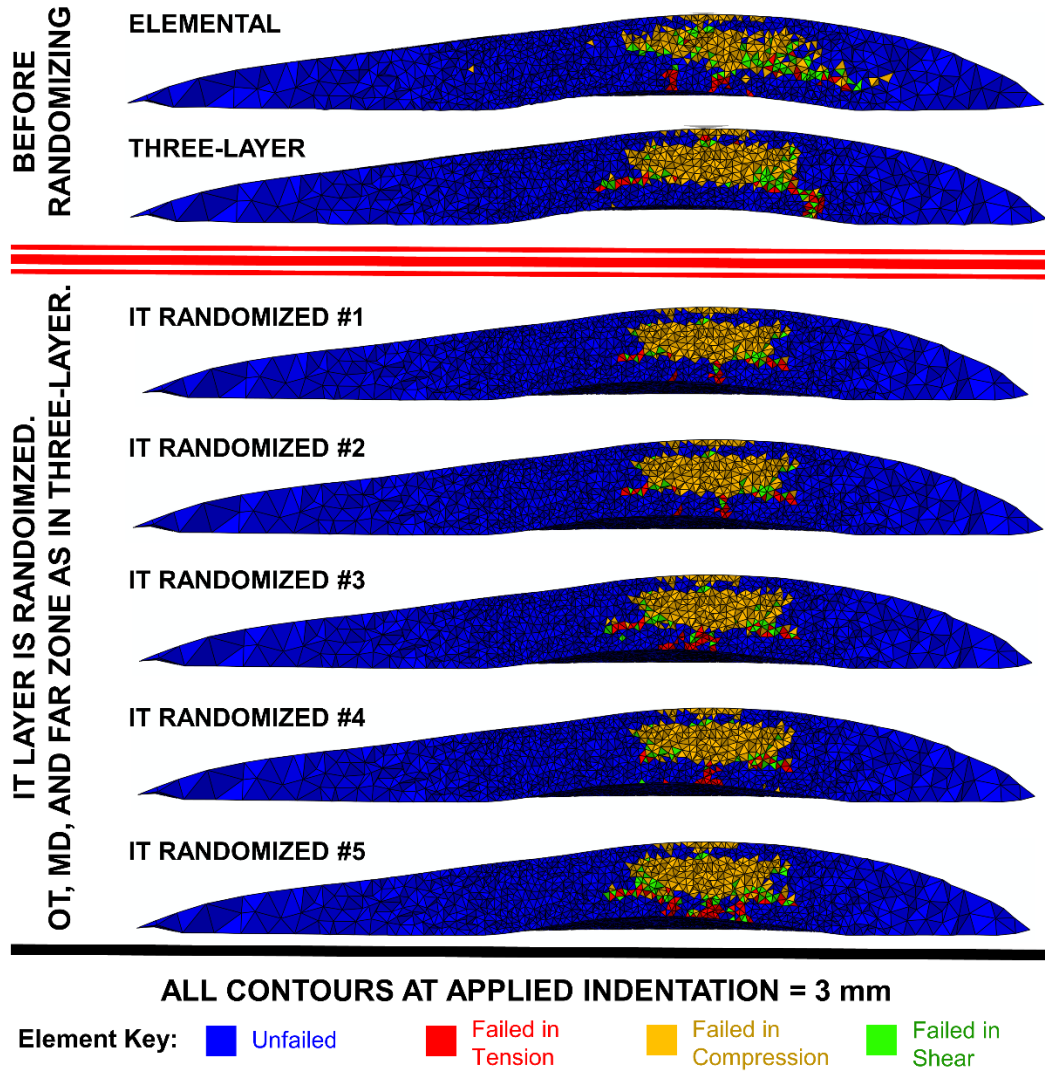 BEFORE
RANDOMIZING
ELEMENTAL
THREE-LAYER
IT LAYER IS RANDOIMZED.
OT, MD, AND FAR ZONE AS IN THREE-LAYER.
IT RANDOMIZED #1
IT RANDOMIZED #2
IT RANDOMIZED #3
IT RANDOMIZED #4
IT RANDOMIZED #5
ALL CONTOURS AT APPLIED INDENTATION = 3 mm
Element Key:
Unfailed
Failed in
Tension
Failed in
Compression
Failed in
Shear